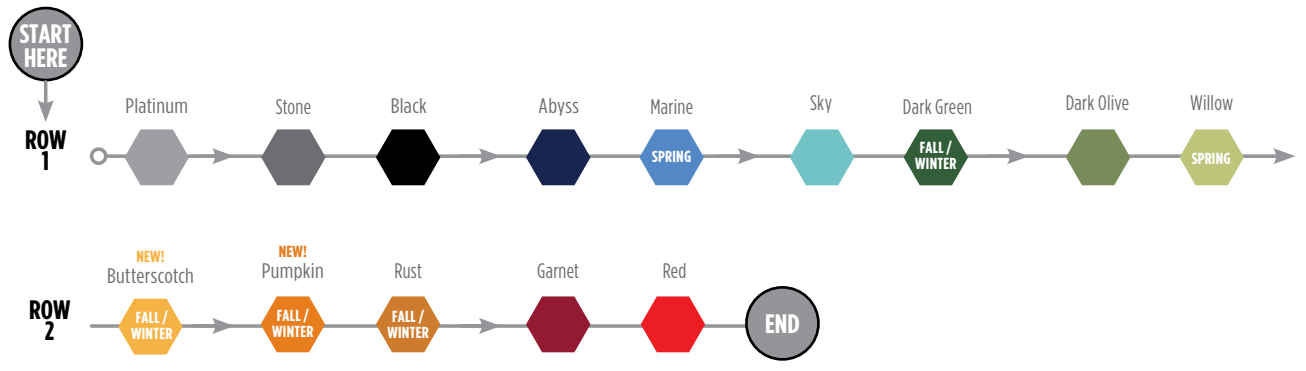 START
HERE
ROW
1
Platinum
Stone
Black
Abyss
Marine
SPRING
Sky
Dark Green
FALL /
WINTER
Dark Olive
Willow
SPRING
ROW
2
NEW!
Butterscotch
FALL /
WINTER
NEW!
Pumpkin
FALL /
WINTER
Rust
FALL /
WINTER
Garnet
Red
END